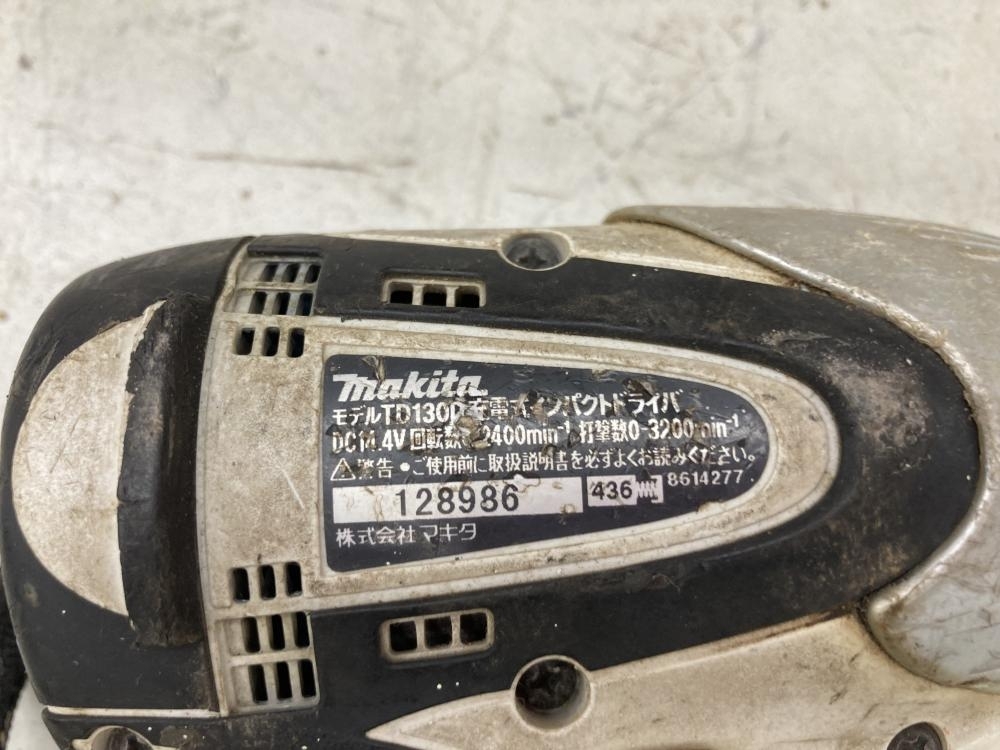 makita
モデルTD130D 充電式インパクトドライバ
DC14.4V 回転数0-2400min⁻¹ 打撃数0-3200min⁻¹
⚠警告・ご使用前に取扱説明書を必ずよくお読みください。
128986 436 8614277
株式会社 マキタ